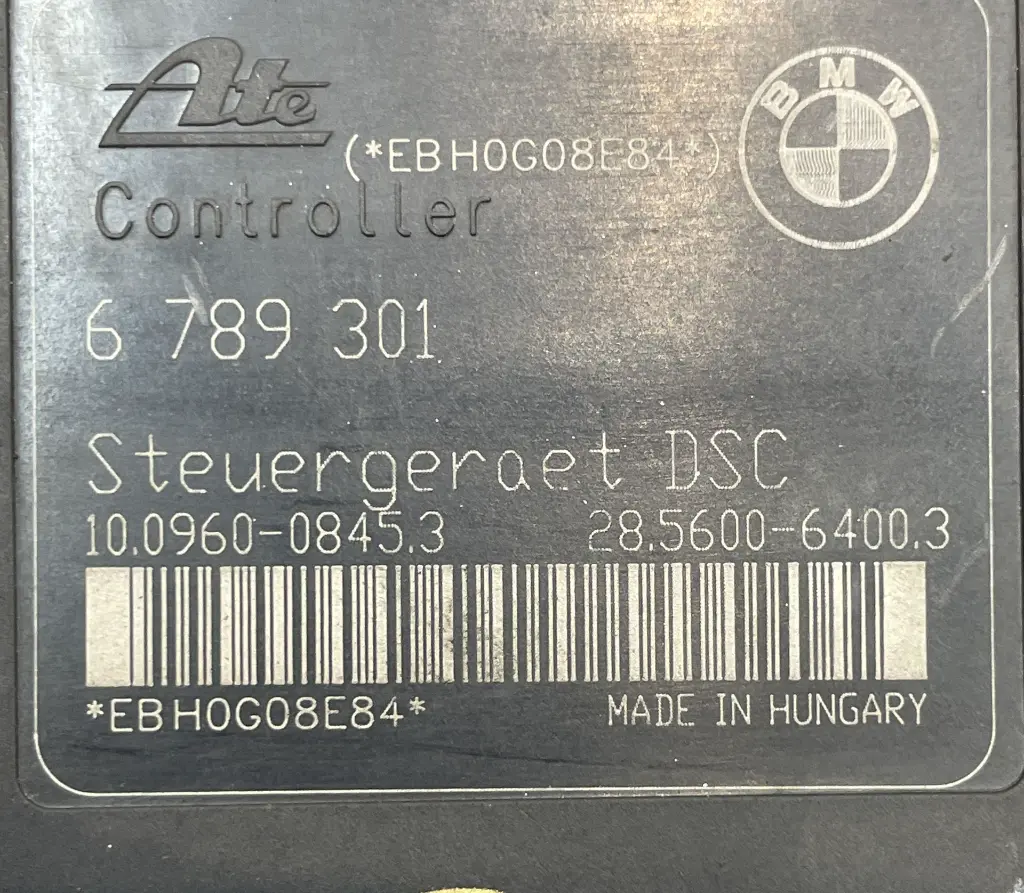 Ate
BMW
(*EBH0G08E84*)
Controller
6 789 301
Steuergeraet DSC
10.0960-0845.3 28.5600-6400.3
*EBH0G08E84* MADE IN HUNGARY